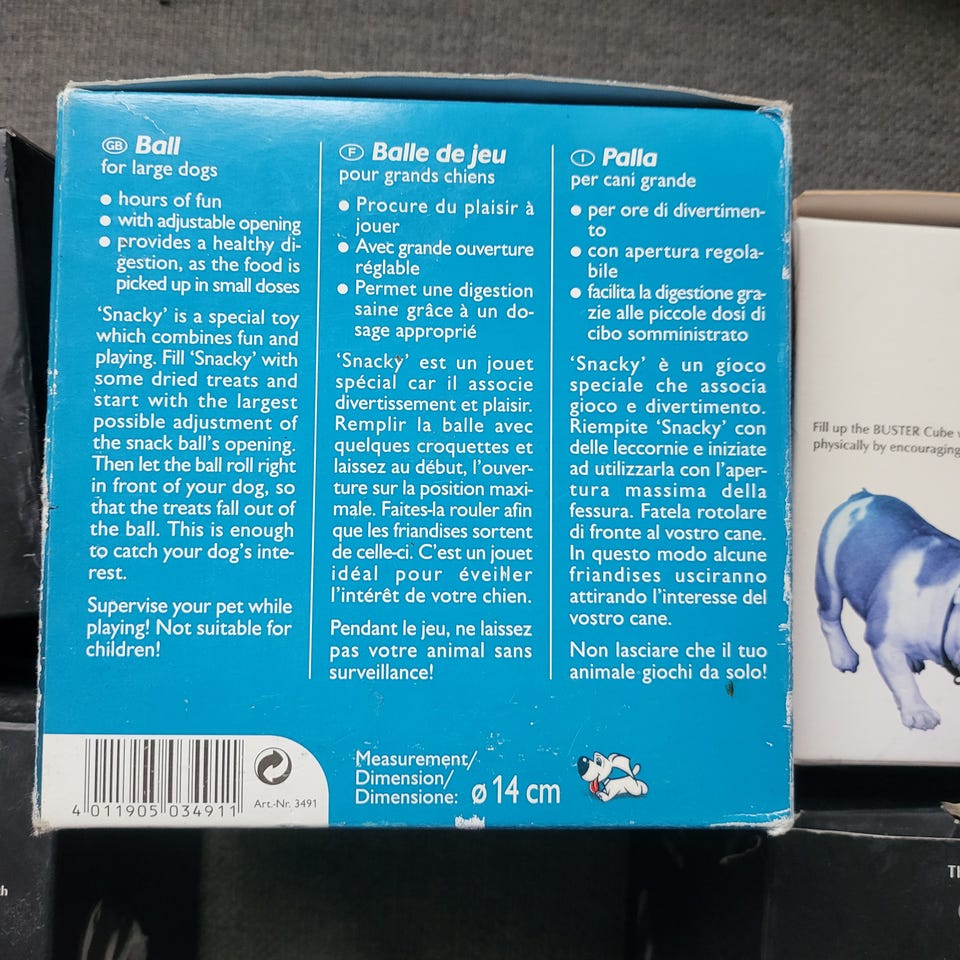 GB Ball
for large dogs
● hours of fun
● with adjustable opening
● provides a healthy di-
gestion, as the food is
picked up in small doses
‘Snacky’ is a special toy
which combines fun and
playing. Fill ‘Snacky’ with
some dried treats and
start with the largest
possible adjustment of
the snack ball’s opening.
Then let the ball roll right
in front of your dog, so
that the treats fall out of
the ball. This is enough
to catch your dog’s inte-
rest.
Supervise your pet while
playing! Not suitable for
children!
F Balle de jeu
pour grands chiens
● Procure du plaisir à
jouer
● Avec grande ouverture
réglable
● Permet une digestion
saine grâce à un do-
sage approprié
‘Snacky’ est un jouet
spécial car il associe
divertissement et plaisir.
Remplir la balle avec
quelques croquettes et
laissez au début, l’ouver-
ture sur la position maxi-
male. Faites-la rouler afin
que les friandises sortent
de celle-ci. C’est un jouet
idéal pour éveiller
l’intérêt de votre chien.
Pendant le jeu, ne laissez
pas votre animal sans
surveillance!
I Palla
per cani grande
● per ore di divertimen-
to
● con apertura regola-
bile
● facilita la digestione gra-
zie alle piccole dosi di
cibo somministrato
‘Snacky’ è un gioco
speciale che associa
gioco e divertimento.
Riempite ‘Snacky’ con
delle leccornie e iniziate
ad utilizzarla con l’aper-
tura massima della
fessura. Fatela rotolare
di fronte al vostro cane.
In questo modo alcune
friandises usciranno
attirando l’interesse del
vostro cane.
Non lasciare che il tuo
animale giochi da solo!
4 011905 034911
Art.-Nr. 3491
Measurement/
Dimension/
Dimensione: ø 14 cm
Fill up the BUSTER Cube
physically by encouraging